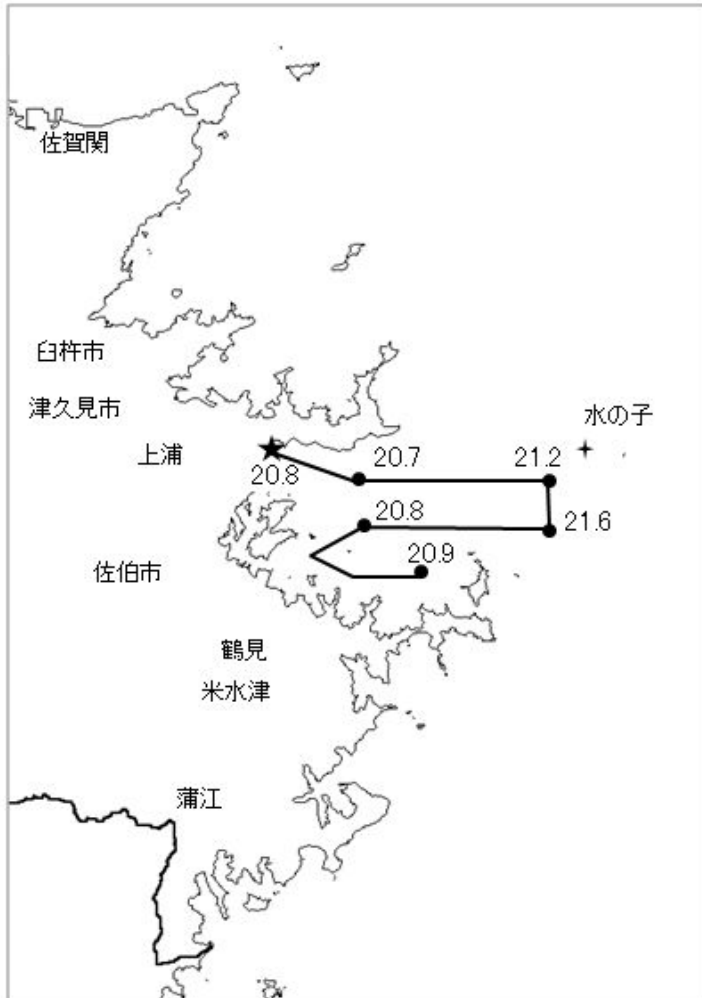 佐賀関
臼杵市
津久見市
水の子
上浦
20.8
20.7
21.2
20.8
21.6
20.9
佐伯市
鶴見
米水津
蒲江